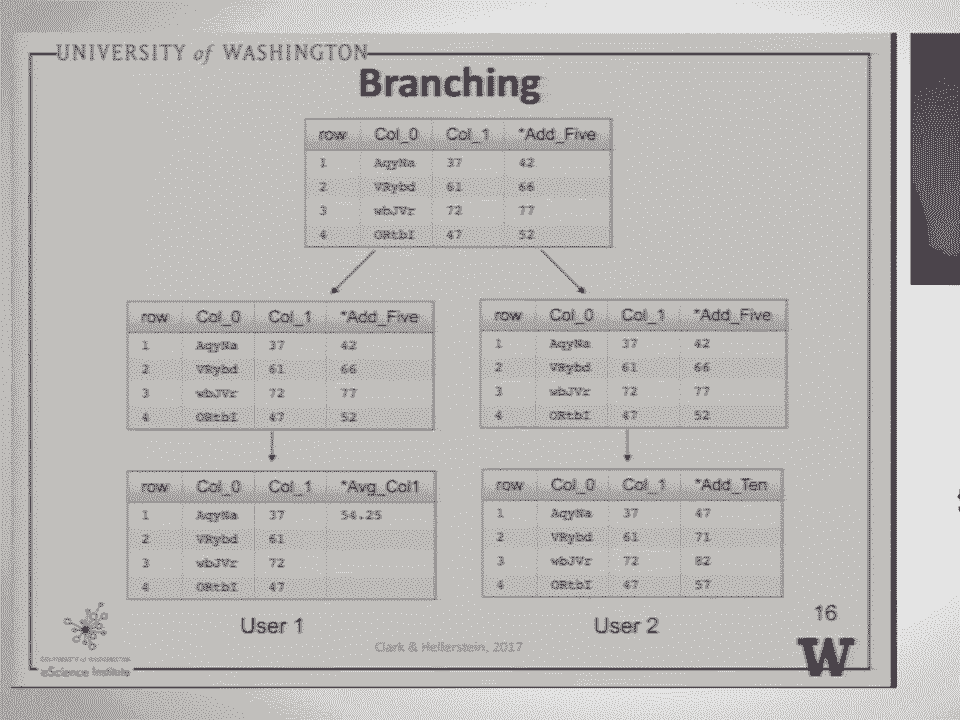 UNIVERSITY of WASHINGTON
Branching
row Col_0 Col_1 *Add_Five
1 AqyNa 37 42
2 VRybd 61 66
3 wbJVr 72 77
4 ORtbI 47 52
row Col_0 Col_1 *Add_Five
1 AqyNa 37 42
2 VRybd 61 66
3 wbJVr 72 77
4 ORtbI 47 52
row Col_0 Col_1 *Add_Five
1 AqyNa 37 42
2 VRybd 61 66
3 wbJVr 72 77
4 ORtbI 47 52
row Col_0 Col_1 *Avg_Col1
1 AqyNa 37 54.25
2 VRybd 61
3 wbJVr 72
4 ORtbI 47
row Col_0 Col_1 *Add_Ten
1 AqyNa 37 47
2 VRybd 61 71
3 wbJVr 72 82
4 ORtbI 47 57
User 1
User 2
16
Clark & Hellerstein, 2017
UNIVERSITY of WASHINGTON
eScience Institute
W